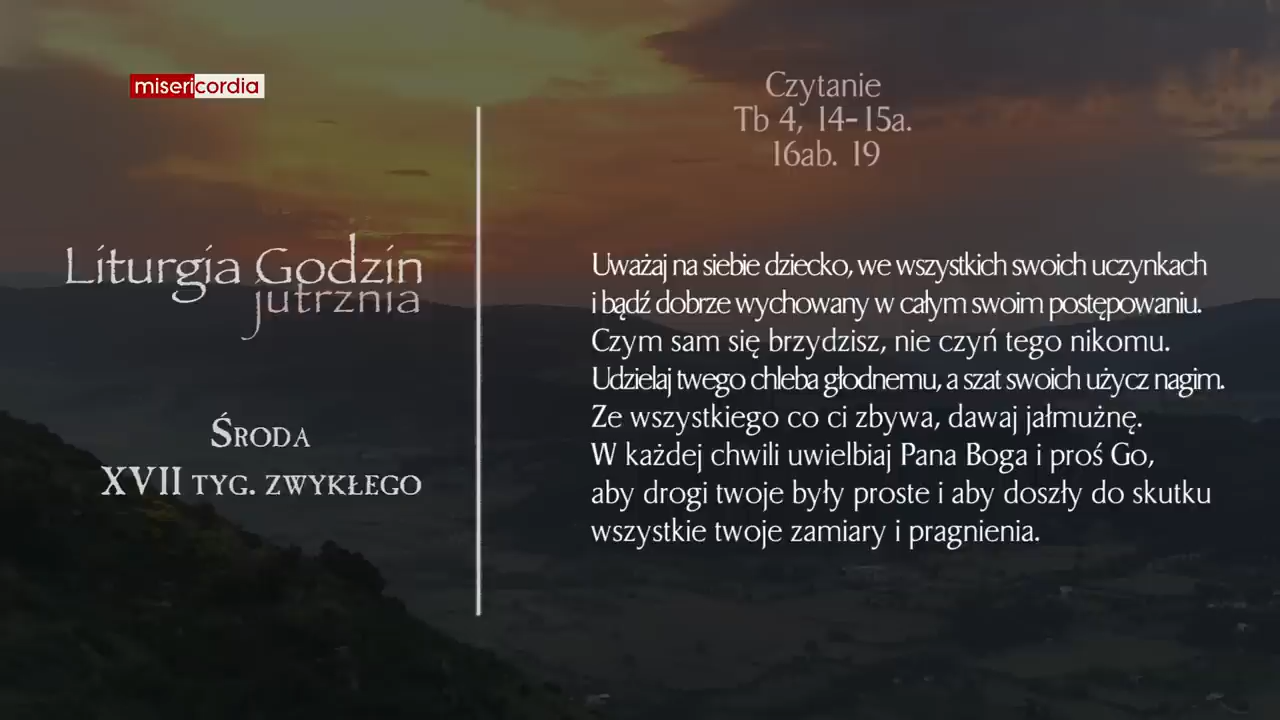 misericordia
Liturgia Godzin
jutrznia
Środa
XVII tyg. zwykłego
Czytanie
Tb 4, 14-15a.
16ab. 19
Uważaj na siebie dziecko, we wszystkich swoich uczynkach
i bądź dobrze wychowany w całym swoim postępowaniu.
Czym sam się brzydzisz, nie czyń tego nikomu.
Udzielaj twego chleba głodnemu, a szat swoich użycz nagim.
Ze wszystkiego co ci zbywa, dawaj jałmużnę.
W każdej chwili uwielbiaj Pana Boga i proś Go,
aby drogi twoje były proste i aby doszły do skutku
wszystkie twoje zamiary i pragnienia.